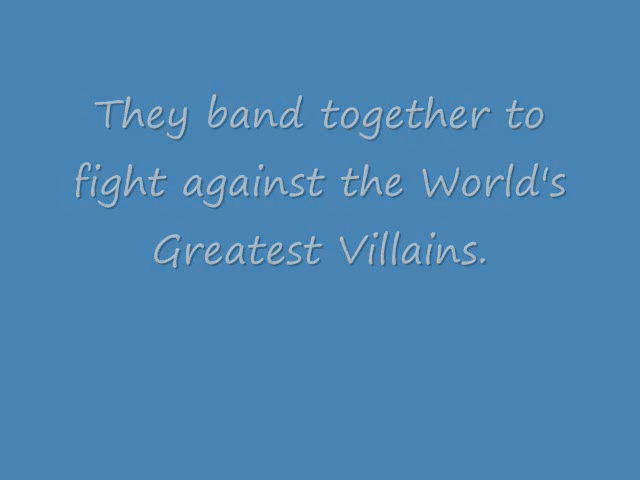 They band together to
fight against the World's
Greatest Villains.